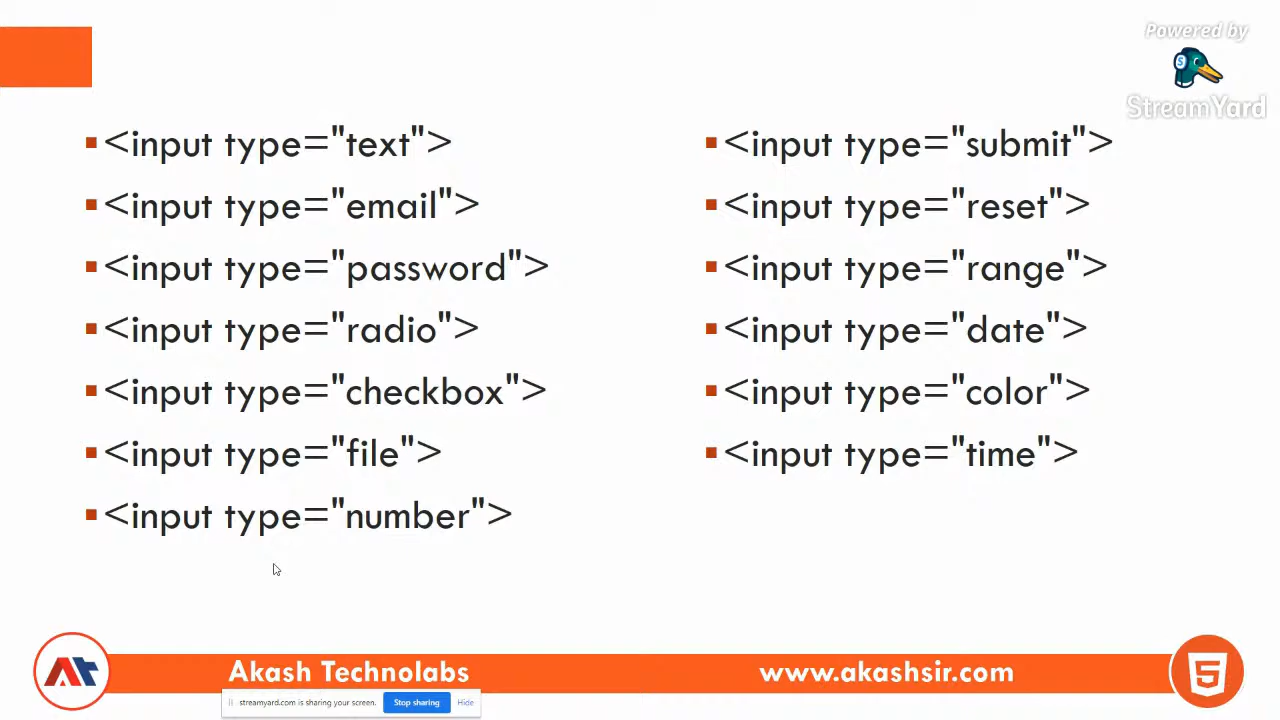 Powered by
StreamYard
<input type="text">
<input type="email">
<input type="password">
<input type="radio">
<input type="checkbox">
<input type="file">
<input type="number">
<input type="submit">
<input type="reset">
<input type="range">
<input type="date">
<input type="color">
<input type="time">
Akash Technolabs
www.akashsir.com
streamyard.com is sharing your screen.
Stop sharing
Hide